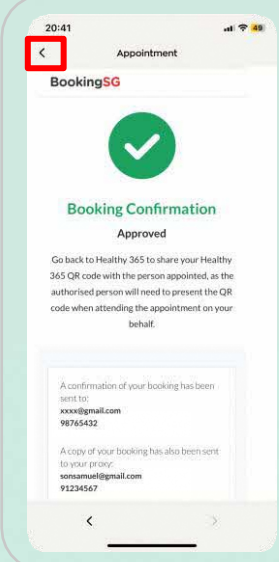 20:41
49
Appointment
BookingSG
Booking Confirmation
Approved
Go back to Healthy 365 to share your Healthy
365 QR code with the person appointed, as the
authorised person will need to present the QR
code when attending the appointment on your
behalf.
A confirmation of your booking has been
sent to:
xxxx@gmail.com
98765432
A copy of your booking has also been sent
to your proxy:
sonsamuel@gmail.com
91234567